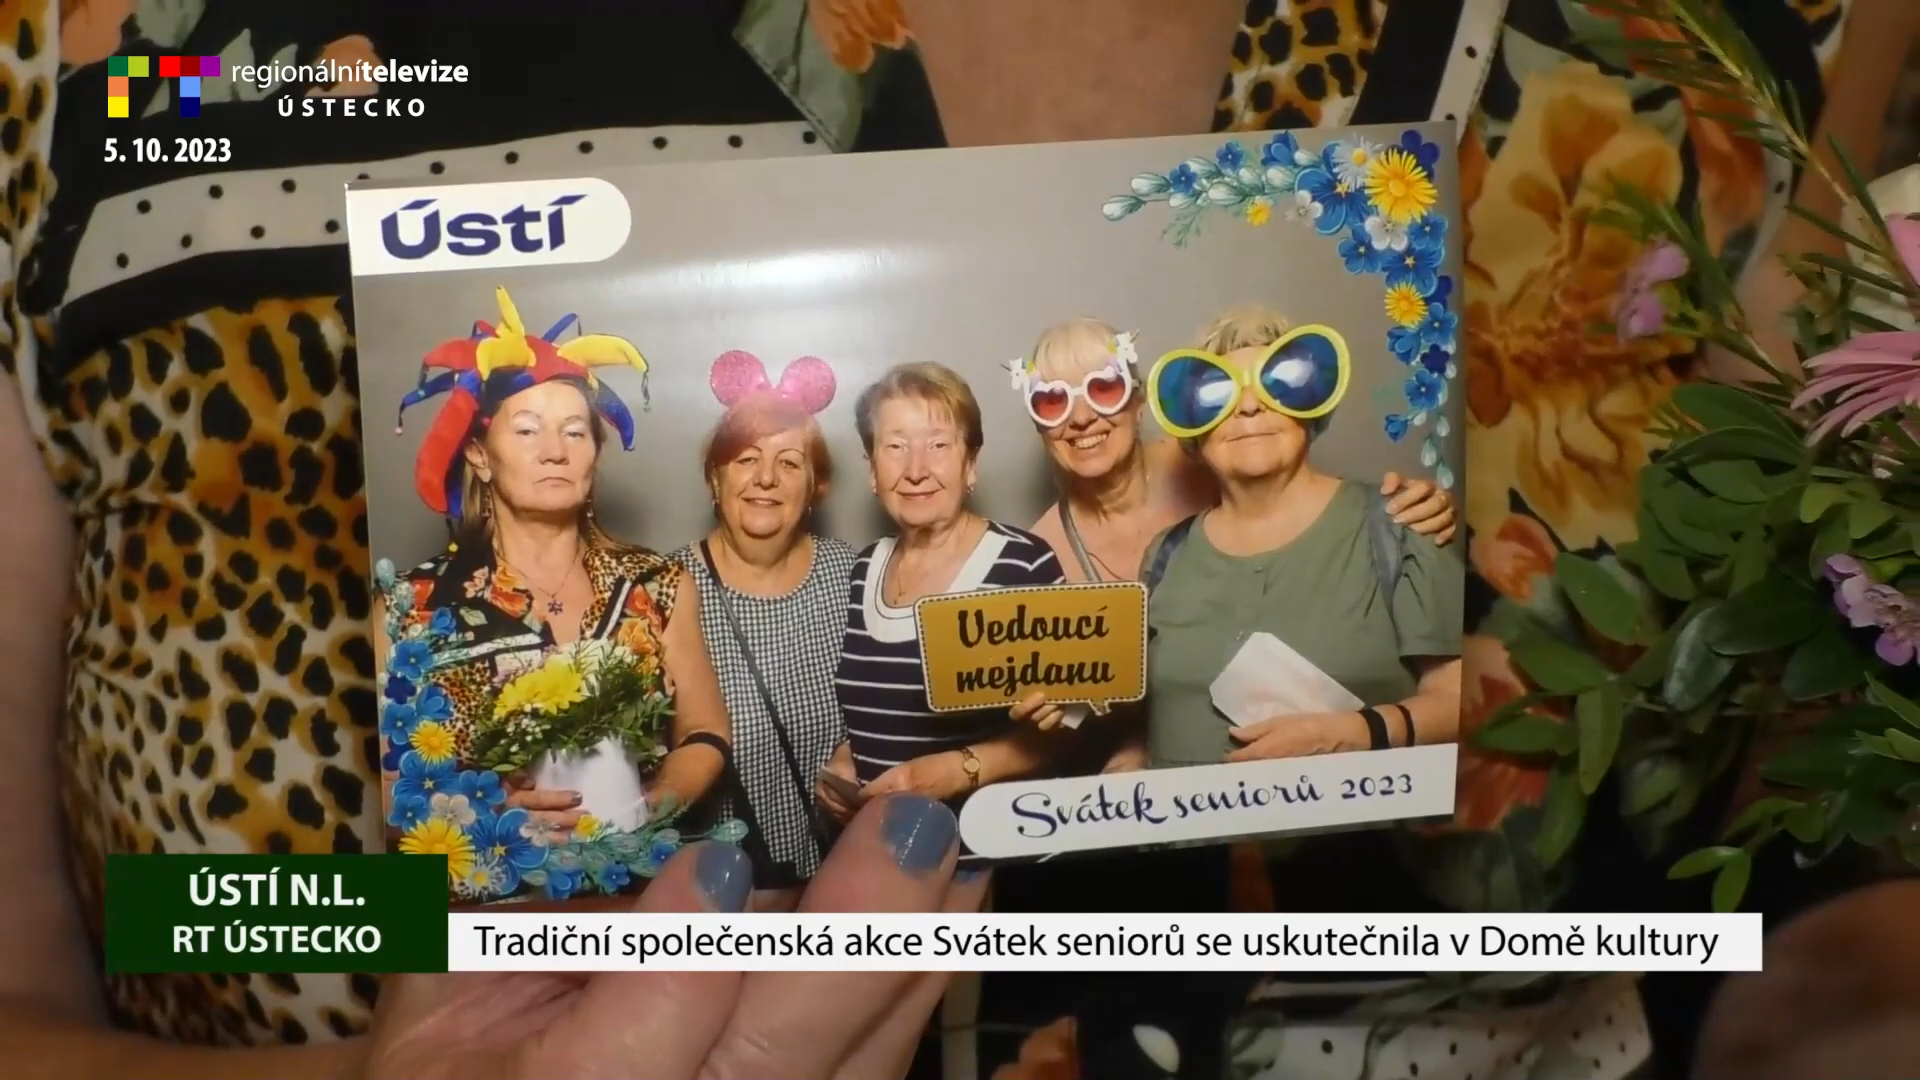 regionálnítelevize
ÚSTECKO
5. 10. 2023
Ústí
Vedoucí
mejdanu
Svátek seniorů 2023
ÚSTÍ N.L.
RT ÚSTECKO
Tradiční společenská akce Svátek seniorů se uskutečnila v Domě kultury